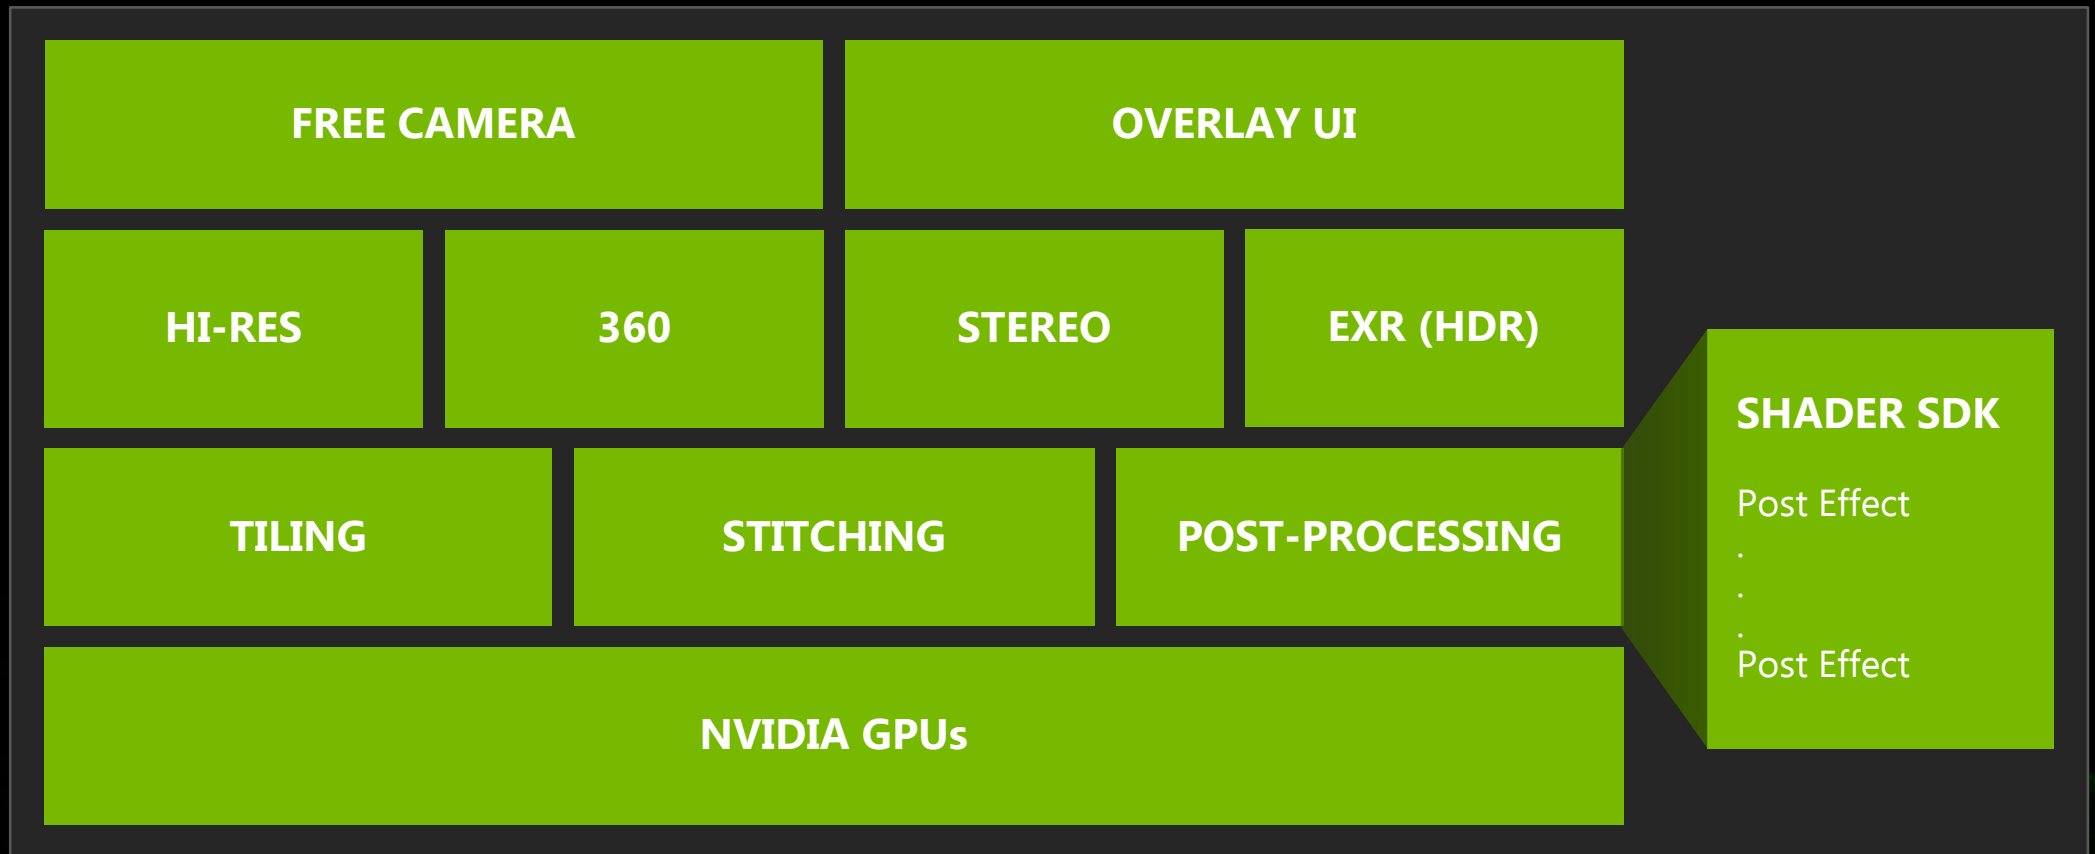 FREE CAMERA
OVERLAY UI
HI-RES
360
STEREO
EXR (HDR)
TILING
STITCHING
POST-PROCESSING
NVIDIA GPUs
SHADER SDK
Post Effect
.
.
.
Post Effect